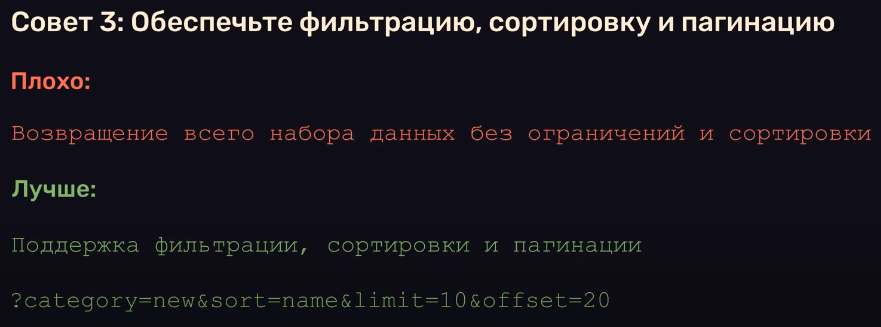 Совет 3: Обеспечьте фильтрацию, сортировку и пагинацию
Плохо:
Возвращение всего набора данных без ограничений и сортировки
Лучше:
Поддержка фильтрации, сортировки и пагинации
?category=new&sort=name&limit=10&offset=20